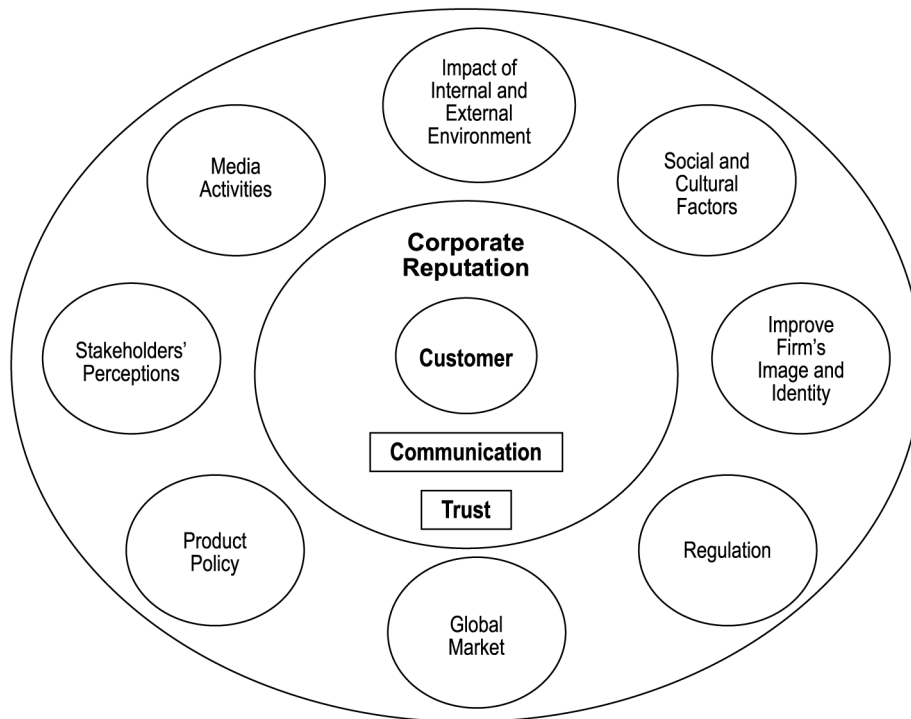 Impact of
Internal and
External
Environment
Media
Activities
Social and
Cultural
Factors
Corporate
Reputation
Stakeholders’
Perceptions
Customer
Improve
Firm’s
Image and
Identity
Communication
Trust
Product
Policy
Regulation
Global
Market